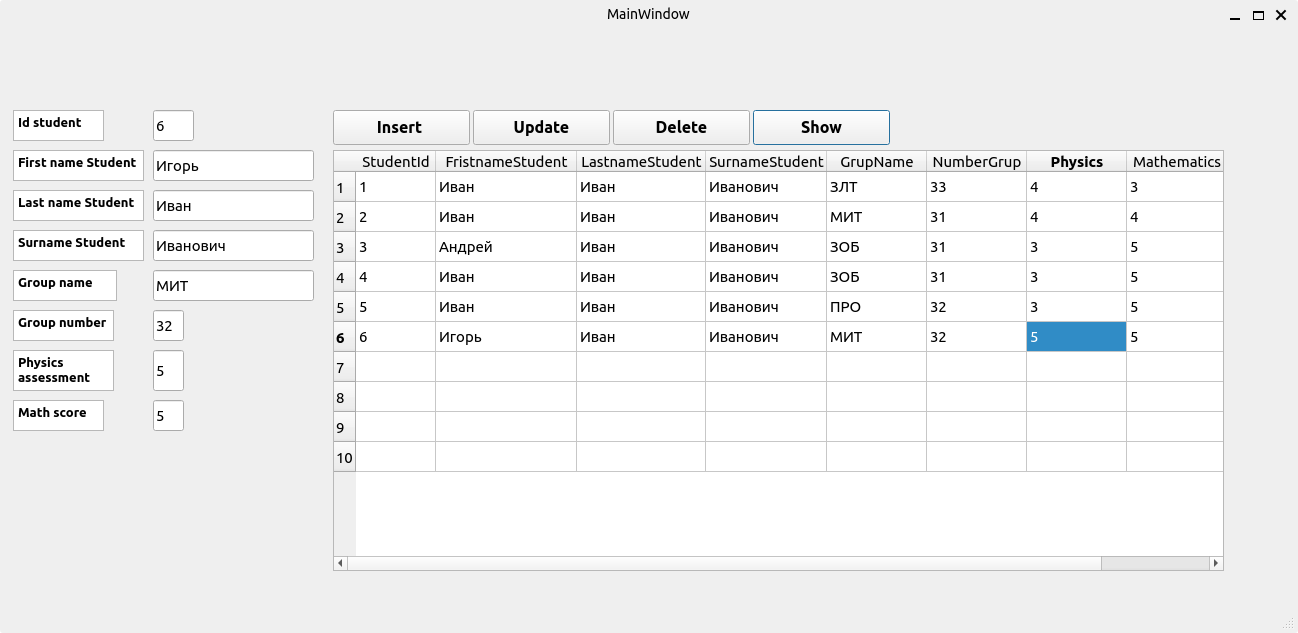 MainWindow
Id student 6
First name Student Игорь
Last name Student Иван
Surname Student Иванович
Group name МИТ
Group number 32
Physics
assessment 5
Math score 5
Insert Update Delete Show
StudentId FristnameStudent LastnameStudent SurnameStudent GrupName NumberGrup Physics Mathematics
1 1 Иван Иван Иванович ЗЛТ 33 4 3
2 2 Иван Иван Иванович МИТ 31 4 4
3 3 Андрей Иван Иванович ЗОБ 31 3 5
4 4 Иван Иван Иванович ЗОБ 31 3 5
5 5 Иван Иван Иванович ПРО 32 3 5
6 6 Игорь Иван Иванович МИТ 32 5 5
7
8
9
10